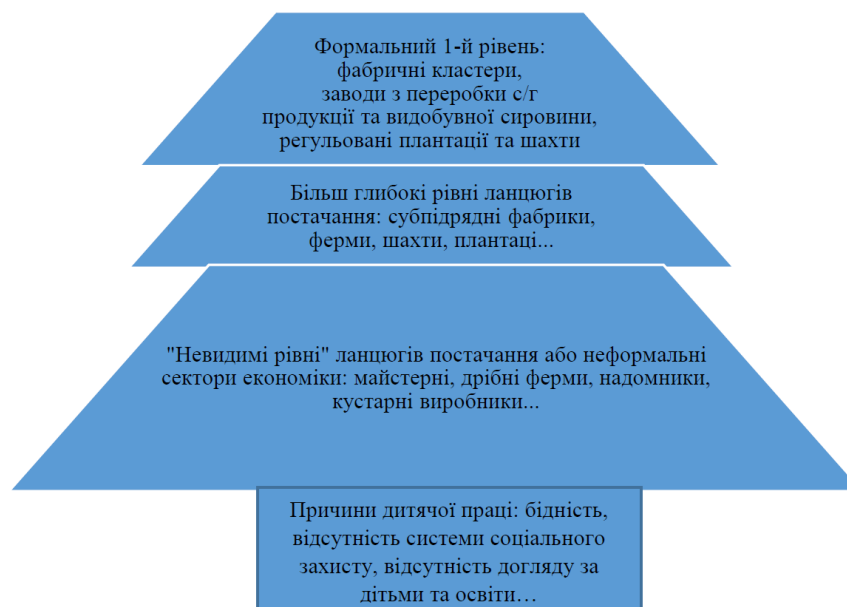 Формальний 1-й рівень:
фабричні кластери,
заводи з переробки с/г
продукції та видобувної сировини,
регульовані плантації та шахти
Більш глибокі рівні ланцюгів
постачання: субпідрядні фабрики,
ферми, шахти, плантаці...
"Невидимі рівні" ланцюгів постачання або неформальні
сектори економіки: майстерні, дрібні ферми, надомники,
кустарні виробники...
Причини дитячої праці: бідність,
відсутність системи соціального
захисту, відсутність догляду за
дітьми та освіти…